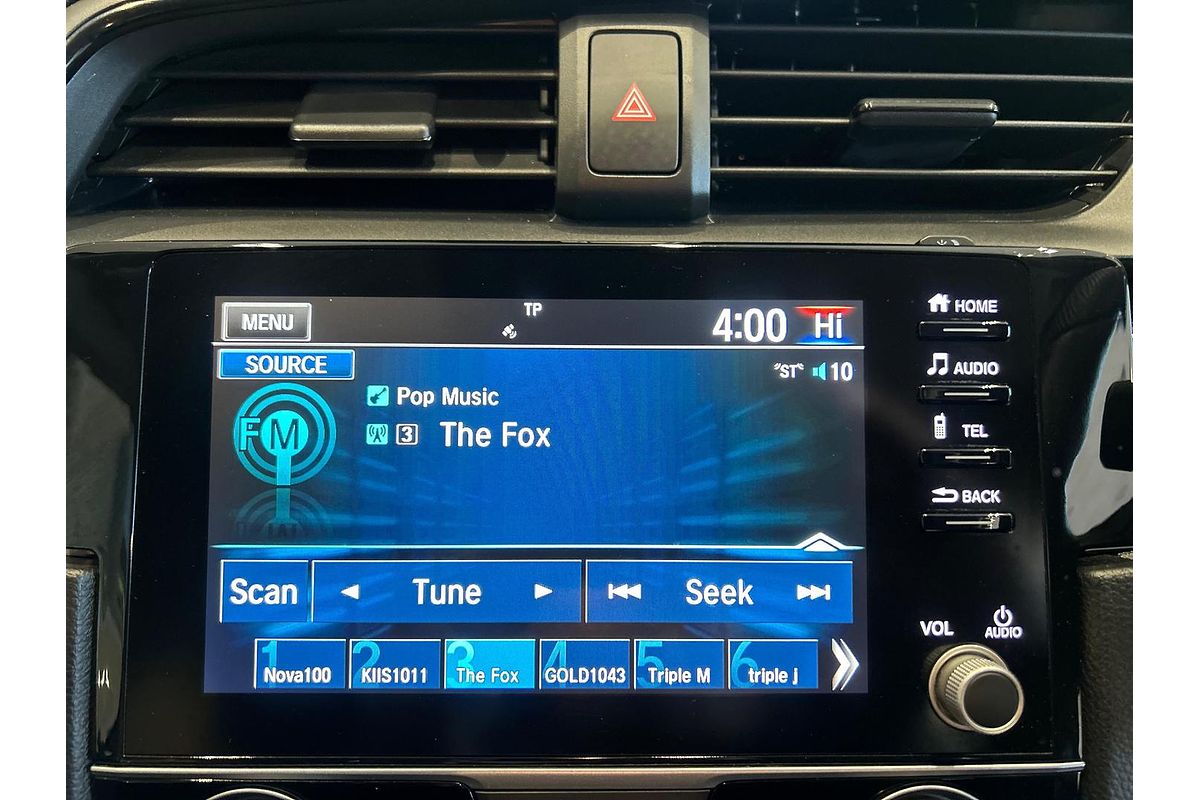 TP
MENU
4:00
Hi
SOURCE
"ST"
10
FM
Pop Music
3
The Fox
Scan
Tune
Seek
1
Nova100
2
KIIS1011
3
The Fox
4
GOLD1043
5
Triple M
6
triple j
HOME
AUDIO
TEL
BACK
VOL
AUDIO